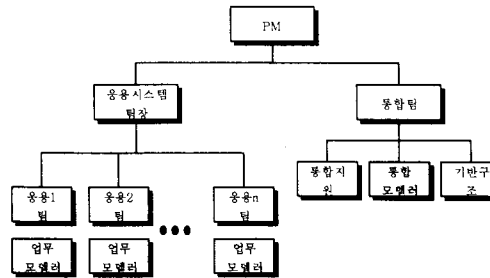 PM
응용시스템
팀장
통합팀
통합지
원
통합
모델러
기반구
조
응용1
팀
응용2
팀
응용n
팀
업무
모델러
업무
모델러
업무
모델러